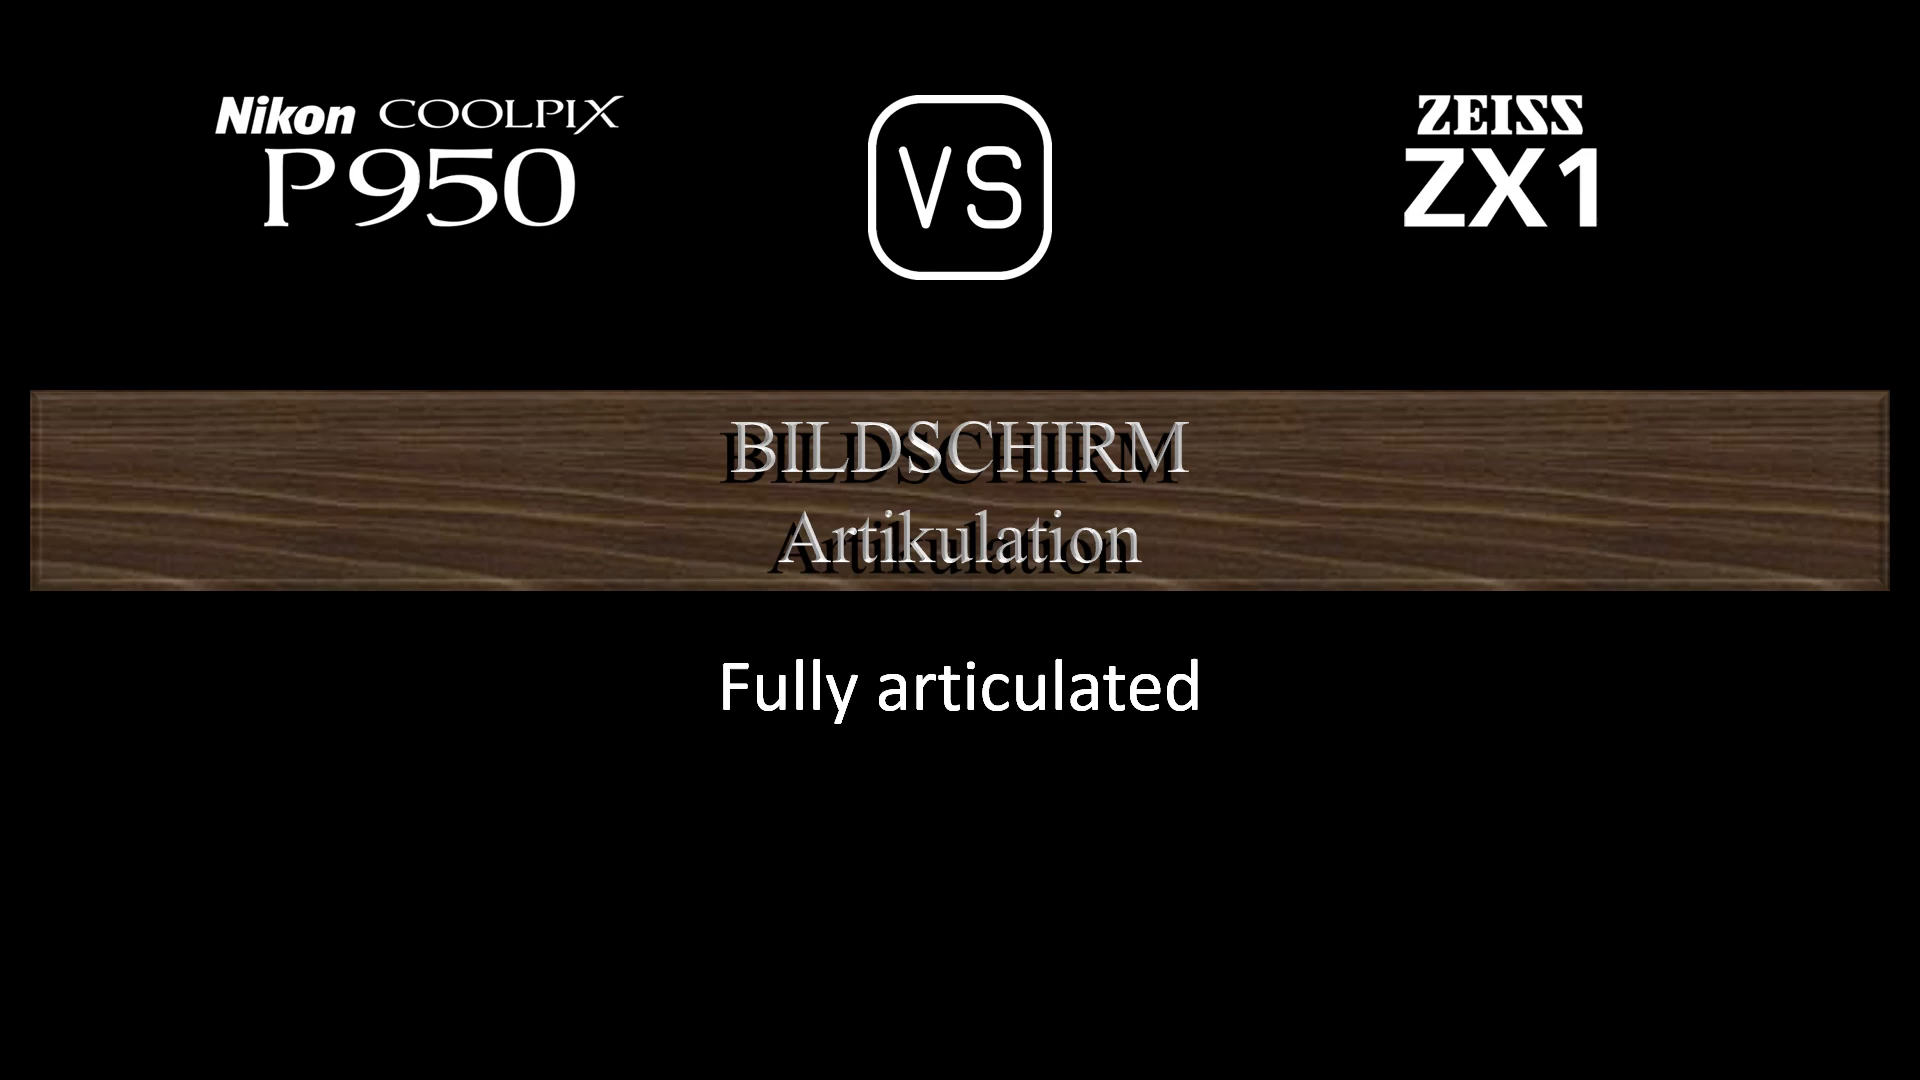 Nikon COOLPIX
P950
VS
ZEISS
ZX1
BILDSCHIRM
Artikulation
Fully articulated